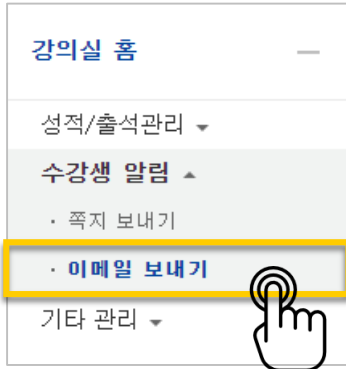 강의실 홈
성적/출석관리
수강생 알림
· 쪽지 보내기
· 이메일 보내기
기타 관리